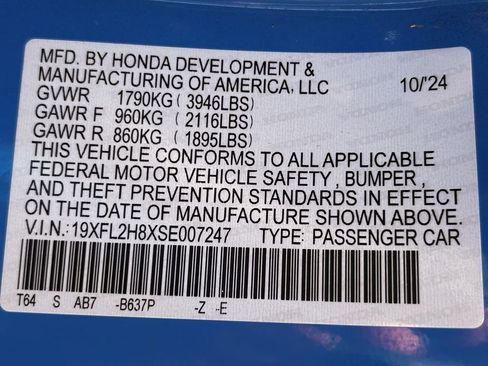 MFD. BY HONDA DEVELOPMENT &
MANUFACTURING OF AMERICA, LLC 10/'24
GVWR 1790KG ( 3946LBS)
GAWR F 960KG ( 2116LBS)
GAWR R 860KG ( 1895LBS)
THIS VEHICLE CONFORMS TO ALL APPLICABLE
FEDERAL MOTOR VEHICLE SAFETY , BUMPER,
AND THEFT PREVENTION STANDARDS IN EFFECT
ON THE DATE OF MANUFACTURE SHOWN ABOVE.
V.I.N.:19XFL2H8XSE007247 TYPE: PASSENGER CAR
T64 S AB7 -B637P -Z -E